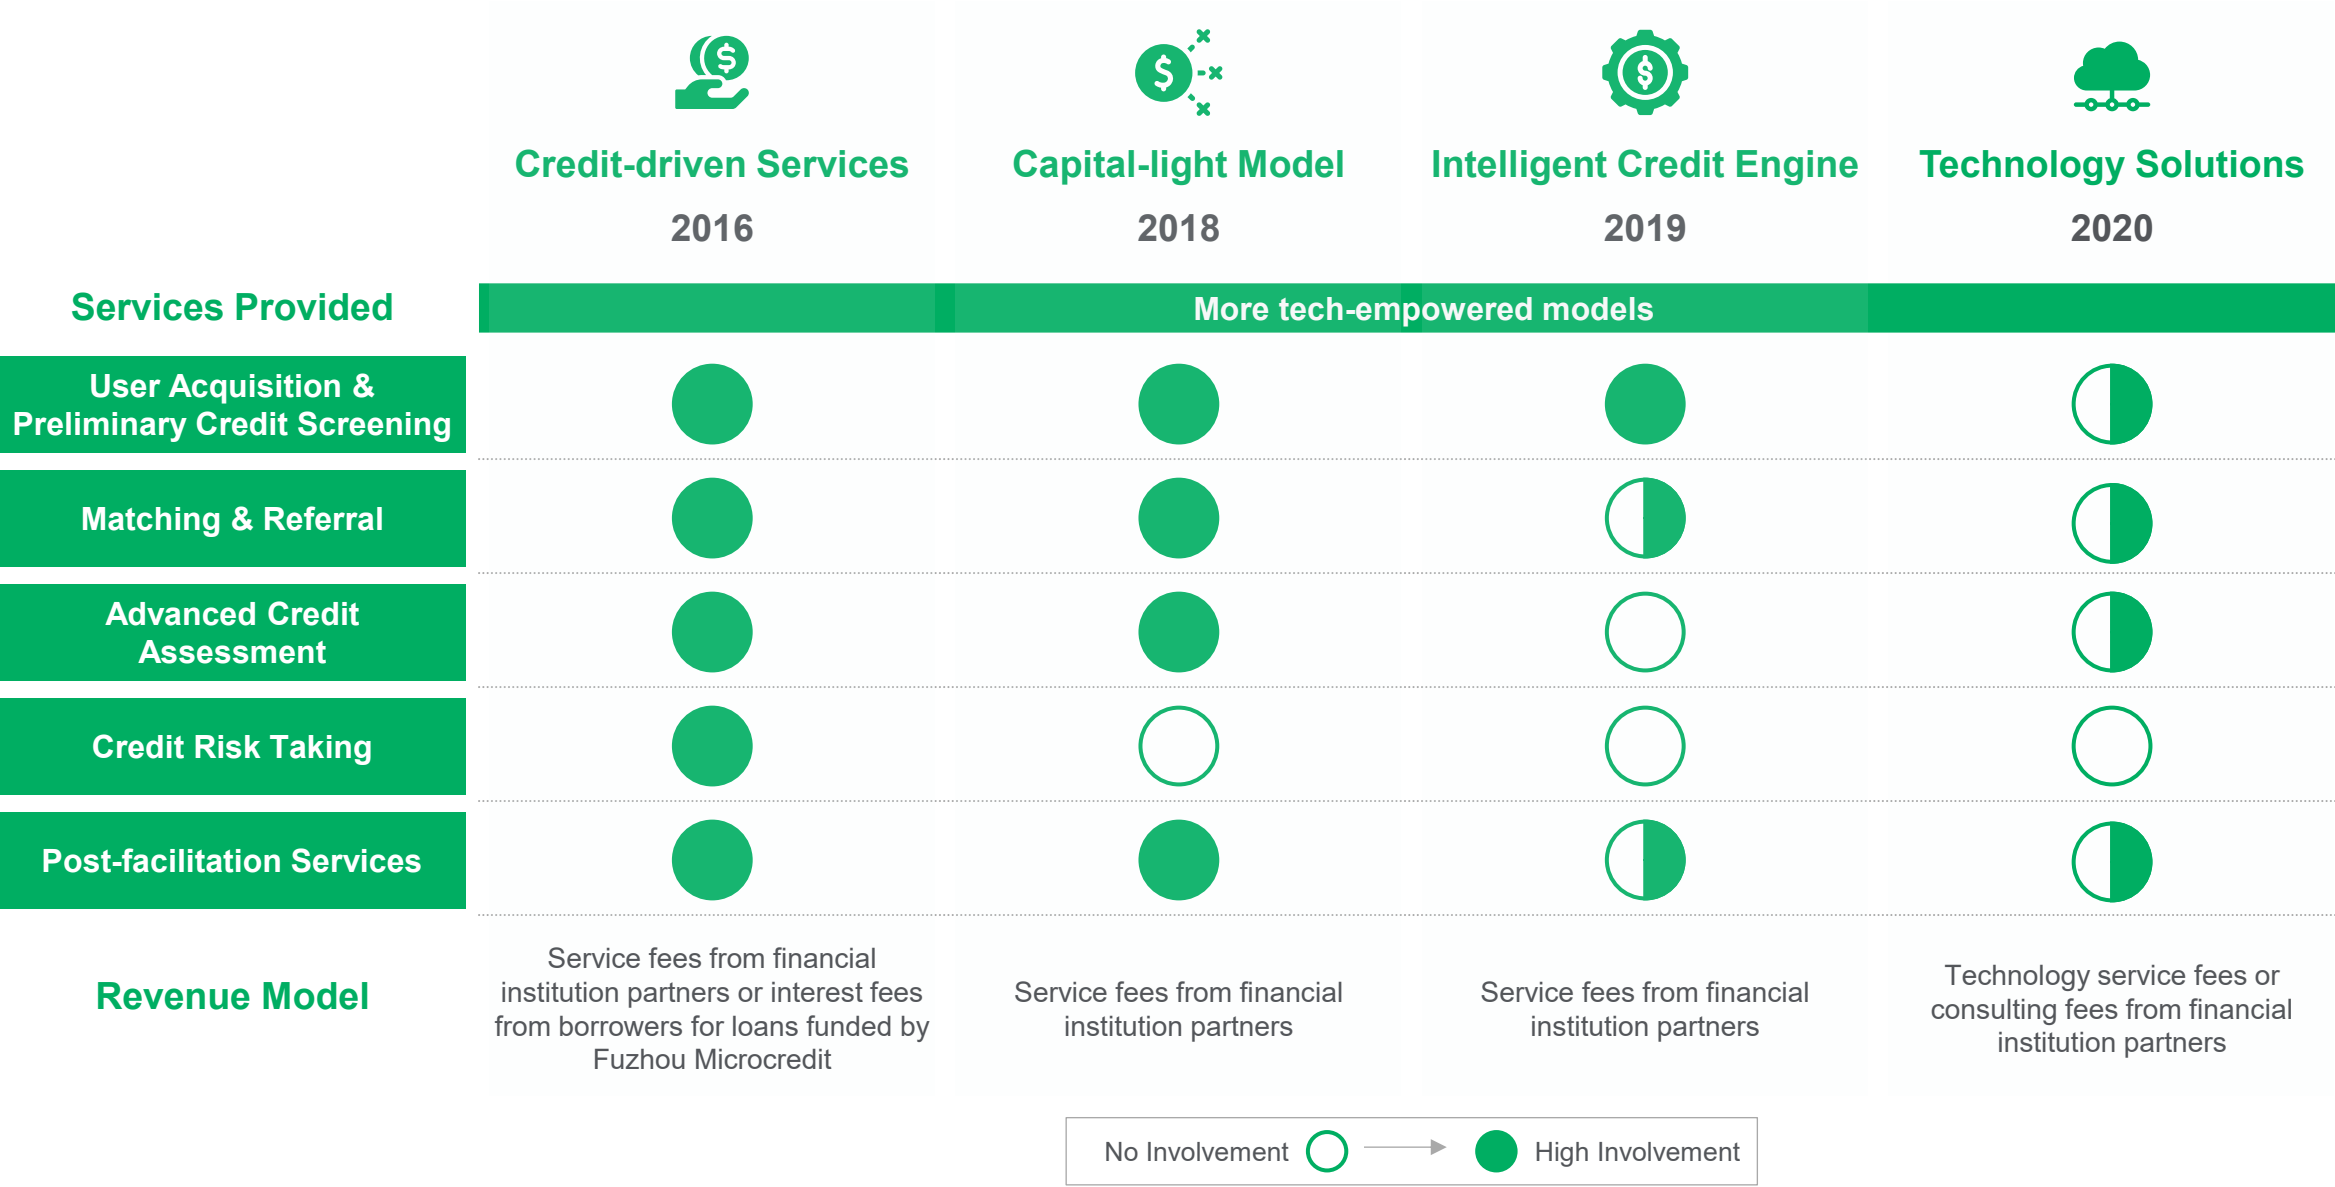 Credit-driven Services
Capital-light Model
Intelligent Credit Engine
Technology Solutions
2016
2018
2019
2020
Services Provided
More tech-empowered models
User Acquisition &
Preliminary Credit Screening
Matching & Referral
Advanced Credit
Assessment
Credit Risk Taking
Post-facilitation Services
Revenue Model
Service fees from financial
institution partners or interest fees
from borrowers for loans funded by
Fuzhou Microcredit
Service fees from financial
institution partners
Service fees from financial
institution partners
Technology service fees or
consulting fees from financial
institution partners
No Involvement
High Involvement